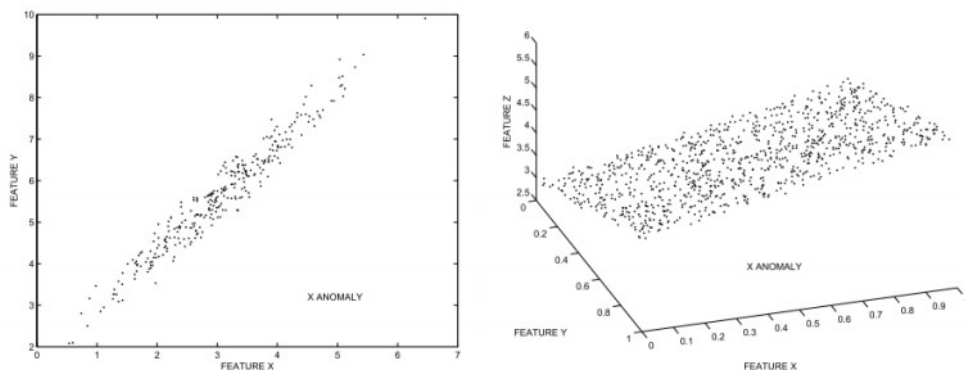 10
9
8
7
6
5
4
3
2
FEATURE Y
X ANOMALY
0 1 2 3 4 5 6 7
FEATURE X
6
5.5
5
4.5
4
3.5
3
2.5
FEATURE Z
0
0.2
0.4
0.6
0.8
1
FEATURE Y
X ANOMALY
0 0.1 0.2 0.3 0.4 0.5 0.6 0.7 0.8 0.9
FEATURE X